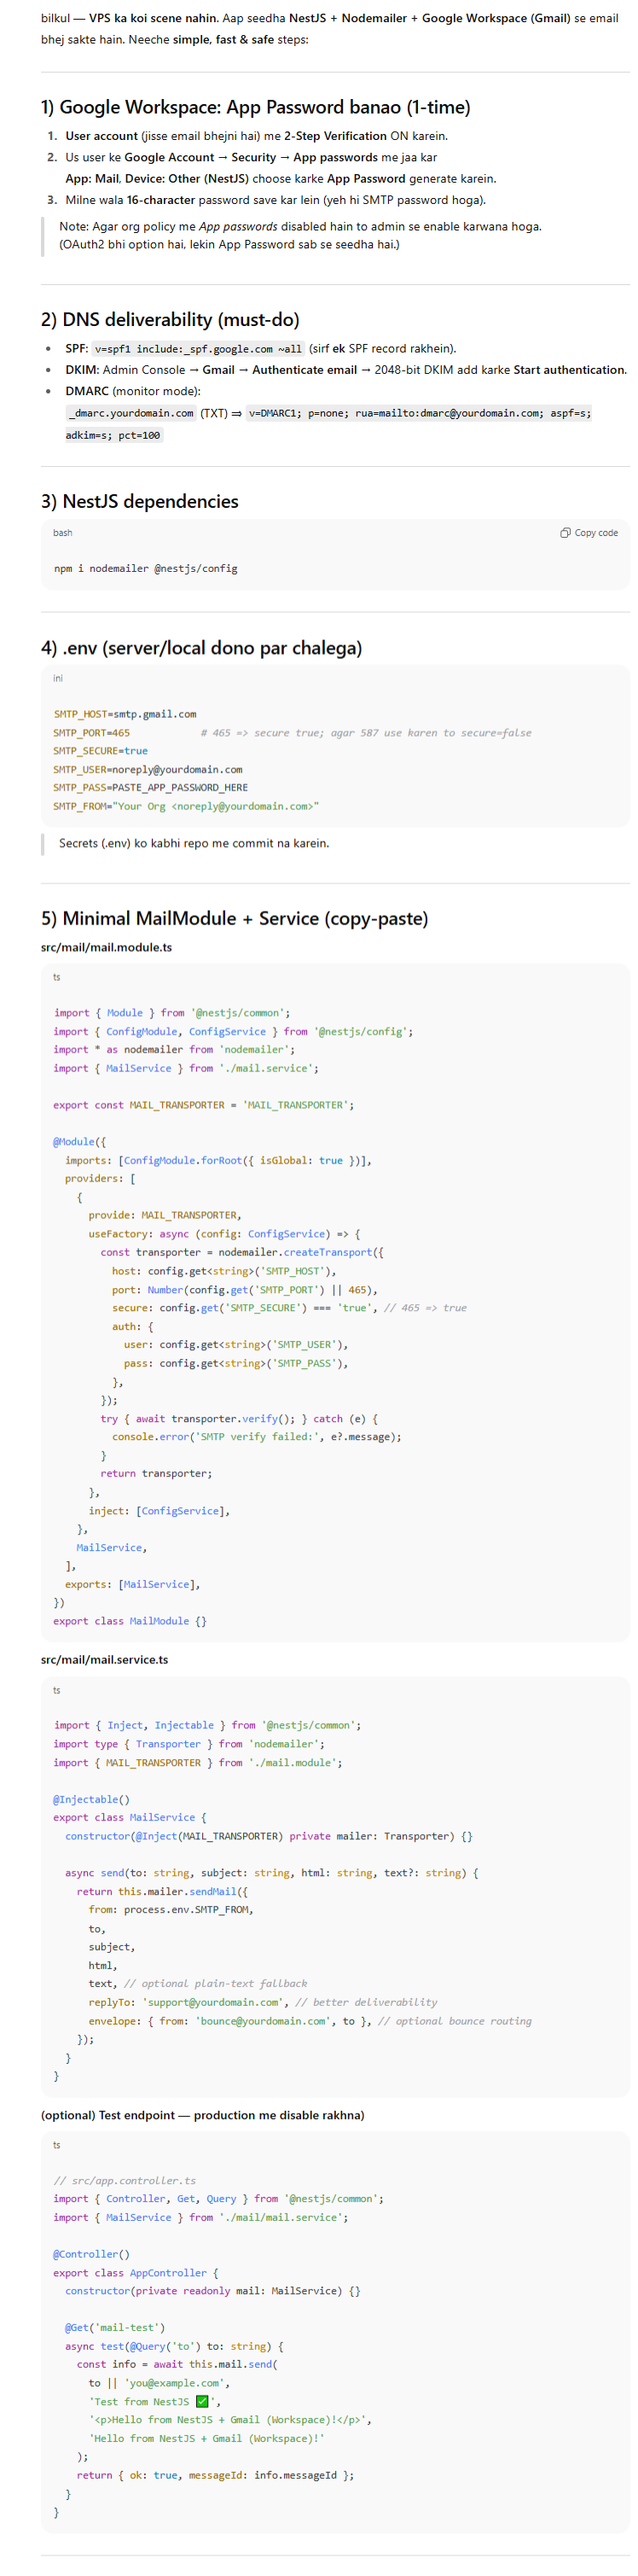 bilkul — VPS ka koi scene nahin. Aap seedha NestJS + Nodemailer + Google Workspace (Gmail) se email
bhej sakte hain. Neeche simple, fast & safe steps:
1) Google Workspace: App Password banao (1-time)
1. User account (jisse email bhejni hai) me 2-Step Verification ON karein.
2. Us user ke Google Account → Security → App passwords me jaa kar
App: Mail, Device: Other (NestJS) choose karke App Password generate karein.
3. Milne wala 16-character password save kar lein (yeh hi SMTP password hoga).
Note: Agar org policy me App passwords disabled hain to admin se enable karwana hoga.
(OAuth2 bhi option hai, lekin App Password sab se seedha hai.)
2) DNS deliverability (must-do)
• SPF: v=spf1 include:_spf.google.com ~all (sirf ek SPF record rakhein).
• DKIM: Admin Console → Gmail → Authenticate email → 2048-bit DKIM add karke Start authentication.
• DMARC (monitor mode):
_dmarc.yourdomain.com (TXT) ⇒ v=DMARC1; p=none; rua=mailto:dmarc@yourdomain.com; aspf=s;
adkim=s; pct=100
3) NestJS dependencies
bash Copy code
npm i nodemailer @nestjs/config
4) .env (server/local dono par chalega)
ini
SMTP_HOST=smtp.gmail.com
SMTP_PORT=465 # 465 => secure true; agar 587 use karen to secure=false
SMTP_SECURE=true
SMTP_USER=noreply@yourdomain.com
SMTP_PASS=PASTE_APP_PASSWORD_HERE
SMTP_FROM="Your Org <noreply@yourdomain.com>"
Secrets (.env) ko kabhi repo me commit na karein.
5) Minimal MailModule + Service (copy-paste)
src/mail/mail.module.ts
ts
import { Module } from '@nestjs/common';
import { ConfigModule, ConfigService } from '@nestjs/config';
import * as nodemailer from 'nodemailer';
import { MailService } from './mail.service';
export const MAIL_TRANSPORTER = 'MAIL_TRANSPORTER';
@Module({
imports: [ConfigModule.forRoot({ isGlobal: true })],
providers: [
{
provide: MAIL_TRANSPORTER,
useFactory: async (config: ConfigService) => {
const transporter = nodemailer.createTransport({
host: config.get<string>('SMTP_HOST'),
port: Number(config.get('SMTP_PORT') || 465),
secure: config.get('SMTP_SECURE') === 'true', // 465 => true
auth: {
user: config.get<string>('SMTP_USER'),
pass: config.get<string>('SMTP_PASS'),
},
});
try { await transporter.verify(); } catch (e) {
console.error('SMTP verify failed:', e?.message);
}
return transporter;
},
inject: [ConfigService],
},
MailService,
],
exports: [MailService],
})
export class MailModule {}
src/mail/mail.service.ts
ts
import { Inject, Injectable } from '@nestjs/common';
import type { Transporter } from 'nodemailer';
import { MAIL_TRANSPORTER } from './mail.module';
@Injectable()
export class MailService {
constructor(@Inject(MAIL_TRANSPORTER) private mailer: Transporter) {}
async send(to: string, subject: string, html: string, text?: string) {
return this.mailer.sendMail({
from: process.env.SMTP_FROM,
to,
subject,
html,
text, // optional plain-text fallback
replyTo: 'support@yourdomain.com', // better deliverability
envelope: { from: 'bounce@yourdomain.com', to }, // optional bounce routing
});
}
}
(optional) Test endpoint — production me disable rakhna)
ts
// src/app.controller.ts
import { Controller, Get, Query } from '@nestjs/common';
import { MailService } from './mail/mail.service';
@Controller()
export class AppController {
constructor(private readonly mail: MailService) {}
@Get('mail-test')
async test(@Query('to') to: string) {
const info = await this.mail.send(
to || 'you@example.com',
'Test from NestJS ✅',
'<p>Hello from NestJS + Gmail (Workspace)!</p>',
'Hello from NestJS + Gmail (Workspace)!'
);
return { ok: true, messageId: info.messageId };
}
}